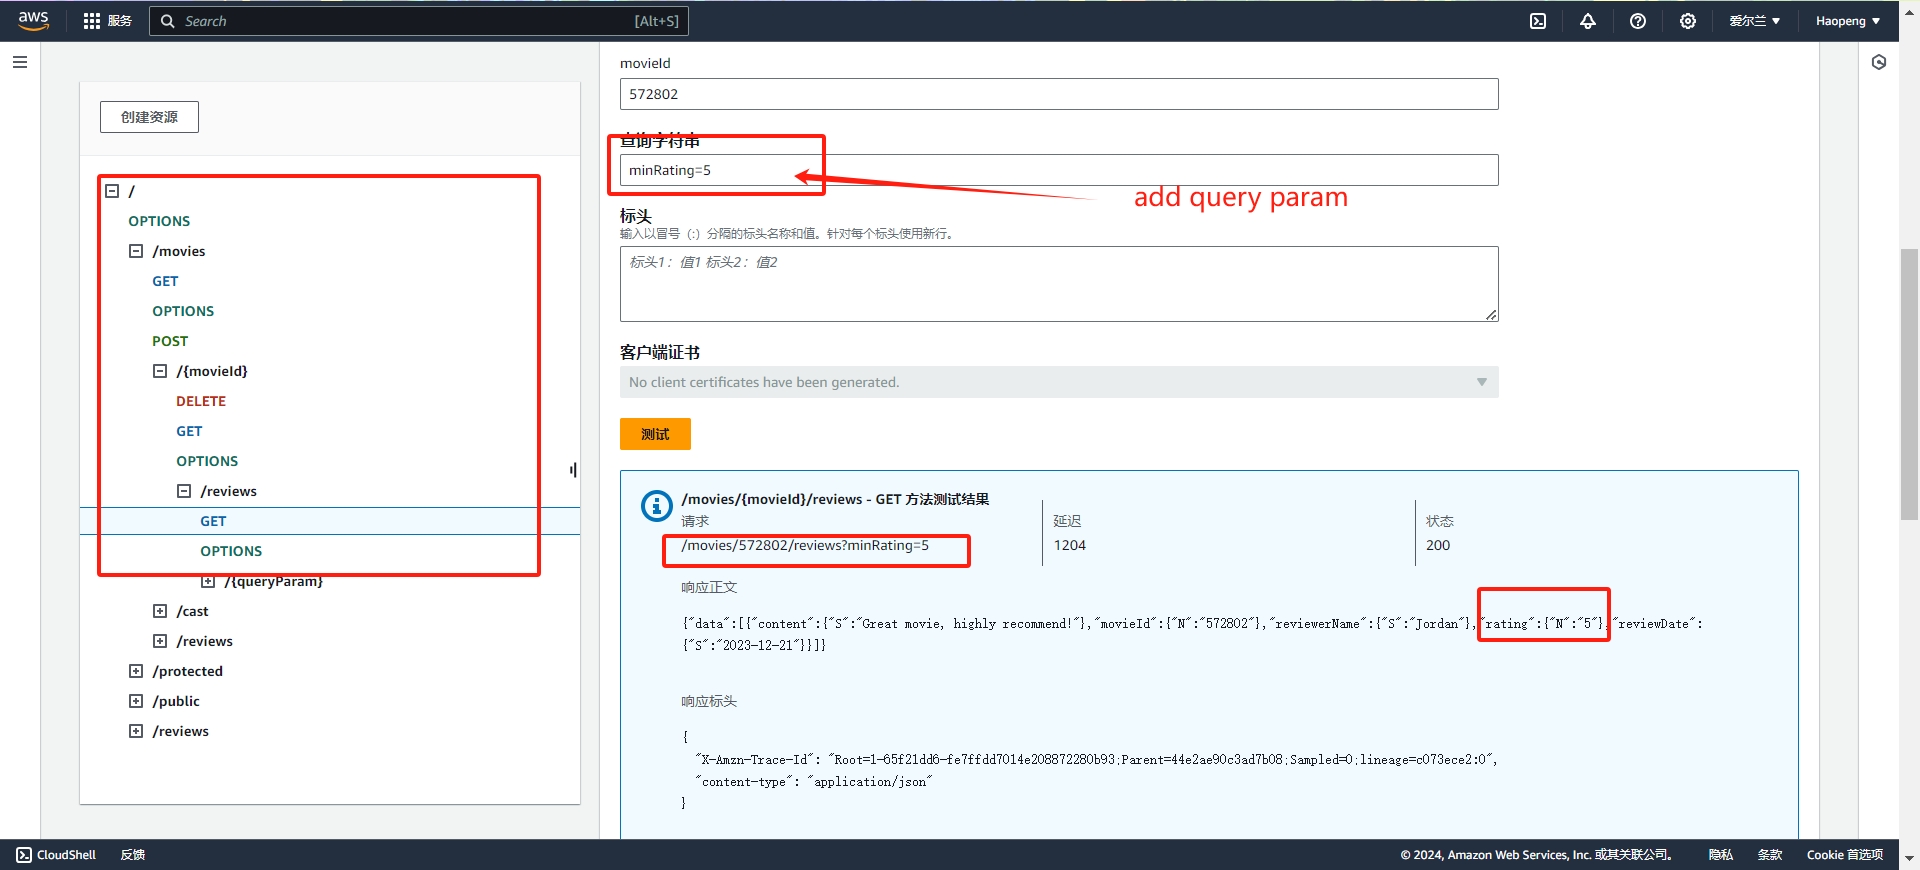 aws
服务
Search
[Alt+S]
爱尔兰
Haopeng
创建资源
/
OPTIONS
/movies
GET
OPTIONS
POST
/{movieId}
DELETE
GET
OPTIONS
/reviews
GET
OPTIONS
/{queryParam}
/cast
/reviews
/protected
/public
/reviews
movieId
572802
查询字符串
minRating=5
add query param
标头
输入以冒号（:）分隔的标头名称和值。针对每个标头使用新行。
标头1：值1 标头2：值2
客户端证书
No client certificates have been generated.
测试
/movies/{movieId}/reviews - GET 方法测试结果
请求
/movies/572802/reviews?minRating=5
延迟
1204
状态
200
响应正文
{"data":[{"content":{"S":"Great movie, highly recommend!"},"movieId":{"N":"572802"},"reviewerName":{"S":"Jordan"},"rating":{"N":"5"},"reviewDate":
{"S":"2023-12-21"}}]}
响应标头
{
"X-Amzn-Trace-Id": "Root=1-65f21dd6-fe7ffdd7014e208872280b93;Parent=44e2ae90c3ad7b08;Sampled=0;lineage=c073ece2:0",
"content-type": "application/json"
}
CloudShell
反馈
© 2024, Amazon Web Services, Inc. 或其关联公司。
隐私
条款
Cookie 首选项